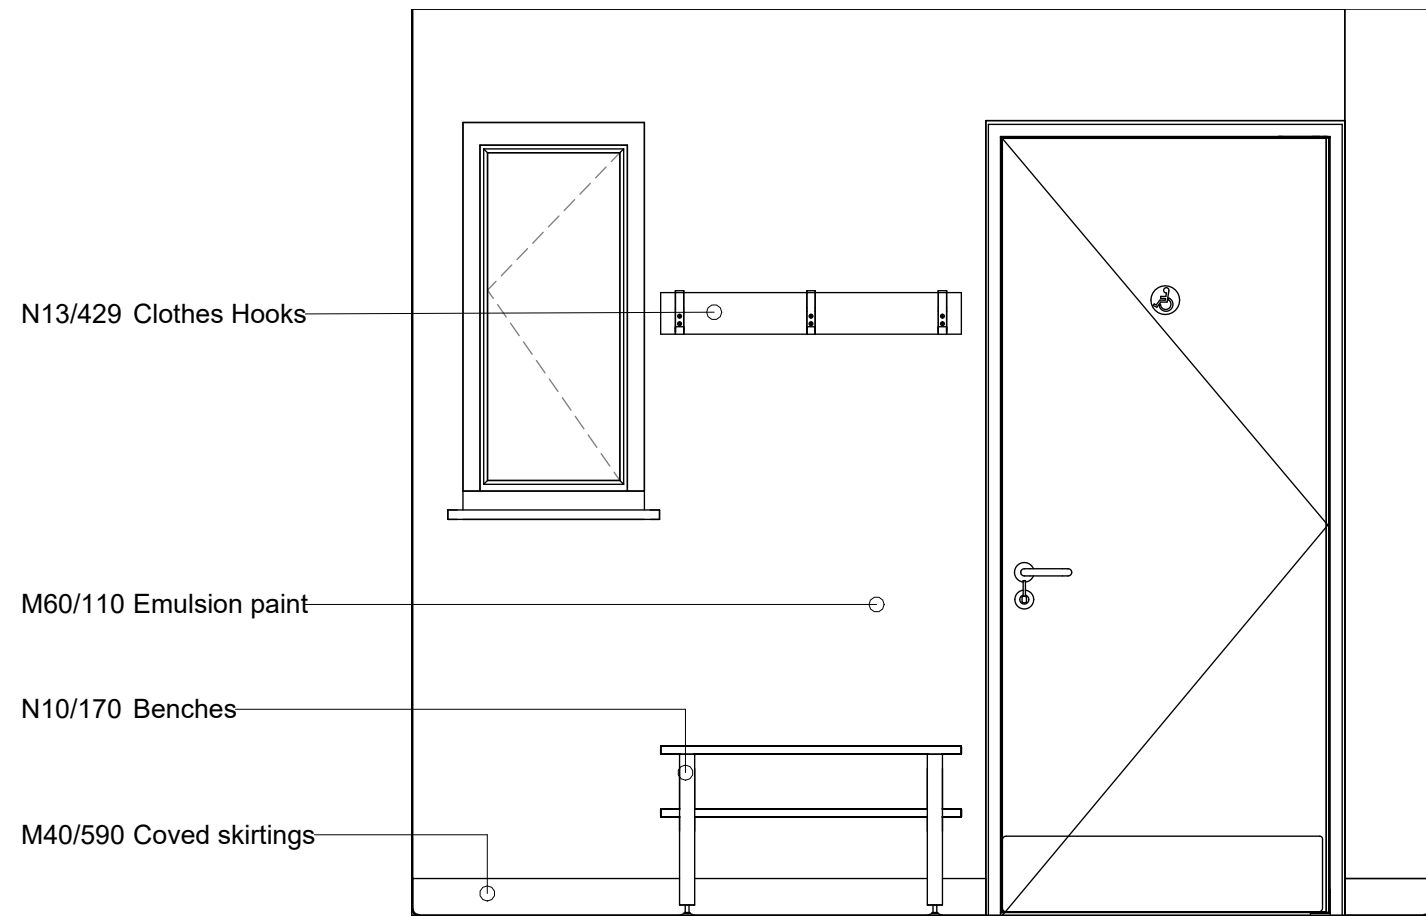 N13/429 Clothes Hooks
M60/110 Emulsion paint
N10/170 Benches
M40/590 Coved skirtings